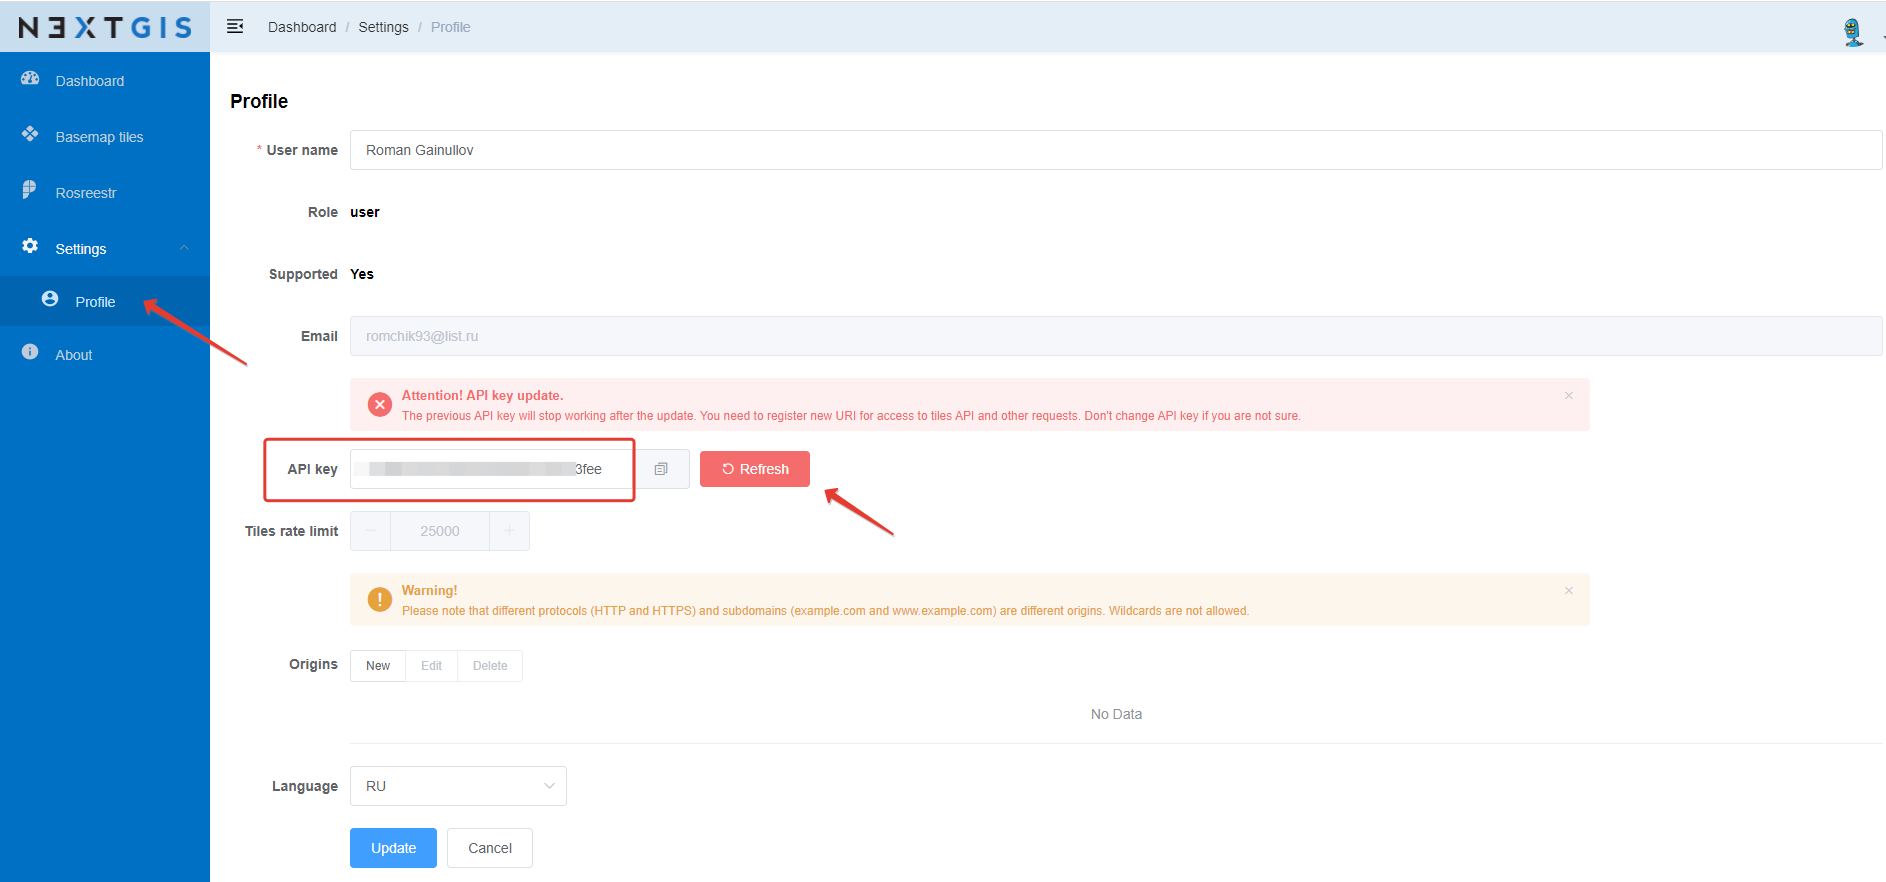 NEXTGIS
Dashboard / Settings / Profile
Dashboard
Basemap tiles
Rosreestr
Settings
Profile
About
Profile
* User name
Roman Gainullov
Role
user
Supported
Yes
Email
romchik93@list.ru
Attention! API key update.
The previous API key will stop working after the update. You need to register new URI for access to tiles API and other requests. Don't change API key if you are not sure.
API key
3fee
Refresh
Tiles rate limit
25000
Warning!
Please note that different protocols (HTTP and HTTPS) and subdomains (example.com and www.example.com) are different origins. Wildcards are not allowed.
Origins
New
Edit
Delete
No Data
Language
RU
Update
Cancel